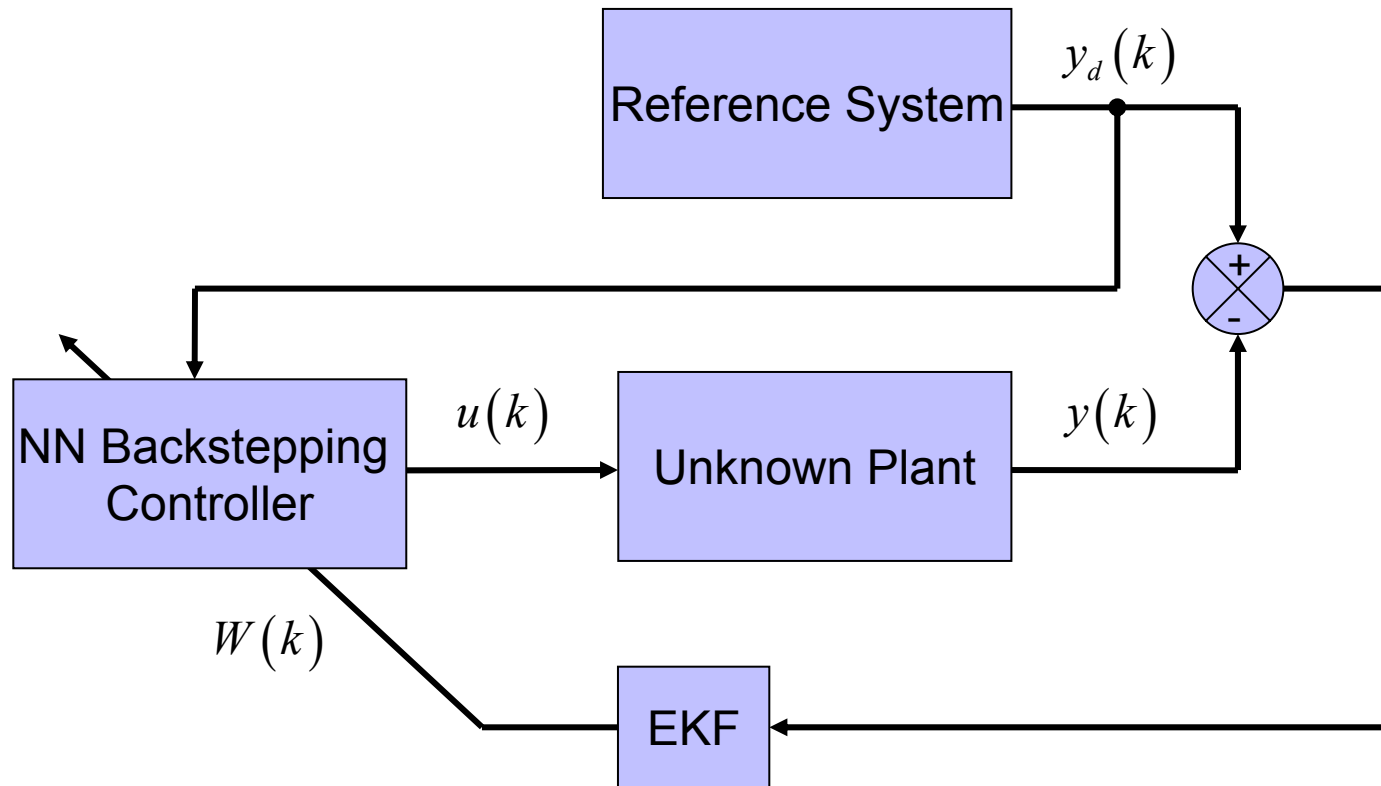 y_d(k)
Reference System
+
-
NN Backstepping
Controller
u(k)
Unknown Plant
y(k)
W(k)
EKF